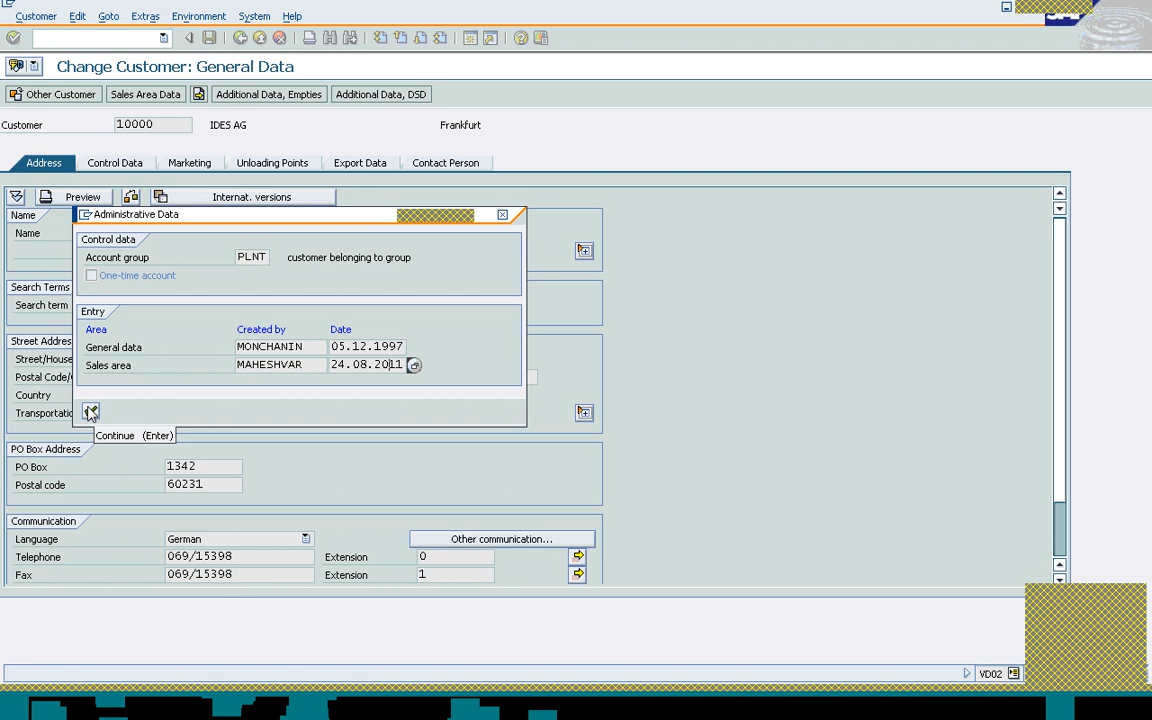 Customer Edit Goto Extras Environment System Help
Change Customer: General Data
Other Customer Sales Area Data Additional Data, Empties Additional Data, DSD
Customer 10000 IDES AG Frankfurt
Address Control Data Marketing Unloading Points Export Data Contact Person
Preview Internat. versions
Name
Name
Administrative Data
Control data
Account group PLNT customer belonging to group
One-time account
Search Terms
Search term
Entry
Area Created by Date
General data MONCHANIN 05.12.1997
Sales area MAHESHVAR 24.08.2011
Street Addres
Street/House
Postal Code/
Country
Transportatio
Continue (Enter)
PO Box Address
PO Box 1342
Postal code 60231
Communication
Language German Other communication...
Telephone 069/15398 Extension 0
Fax 069/15398 Extension 1
VD02